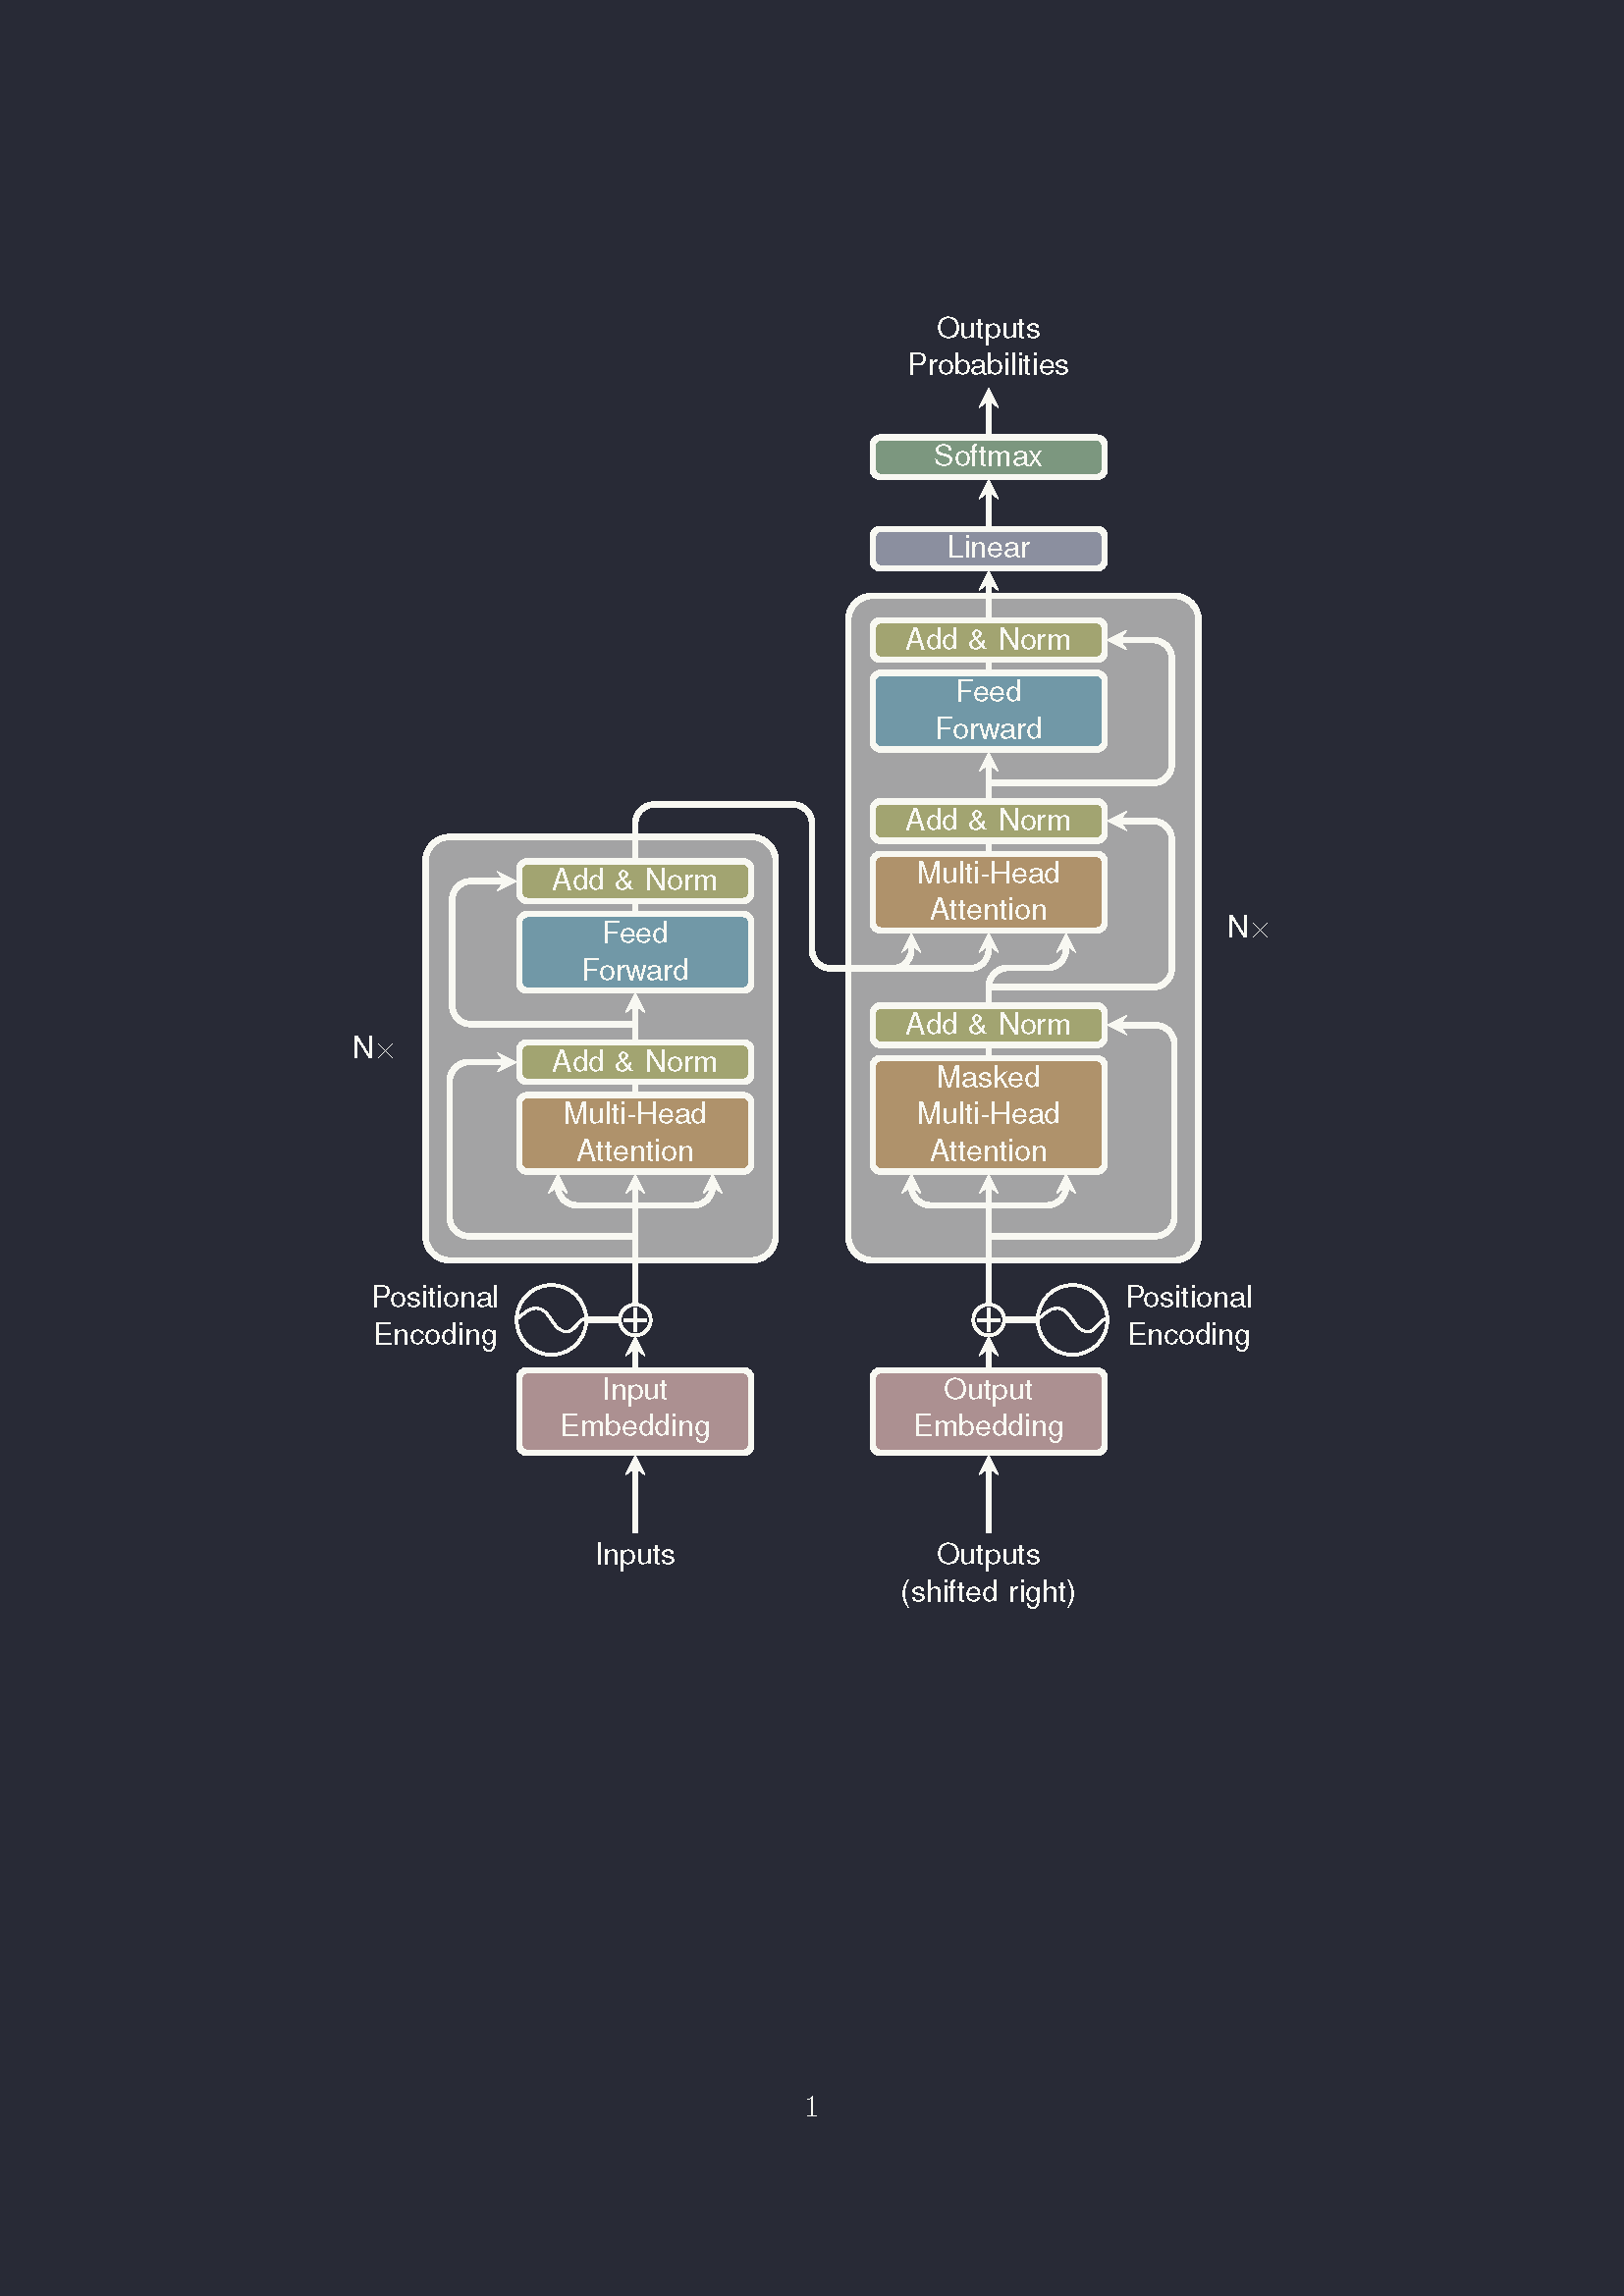 Outputs
Probabilities
Softmax
Linear
Add & Norm
Feed
Forward
Add & Norm
Multi-Head
Attention
N×
Add & Norm
Masked
Multi-Head
Attention
Add & Norm
Feed
Forward
N×
Add & Norm
Multi-Head
Attention
Positional
Encoding
Positional
Encoding
Input
Embedding
Output
Embedding
Inputs
Outputs
(shifted right)
1